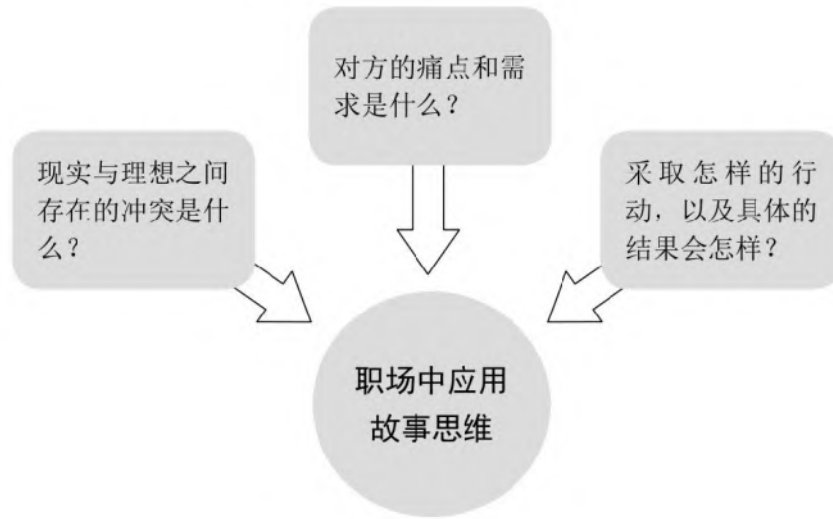 对方的痛点和需
求是什么？
现实与理想之间
存在的冲突是什
么？
采取怎样的行
动，以及具体的
结果会怎样？
职场中应用
故事思维